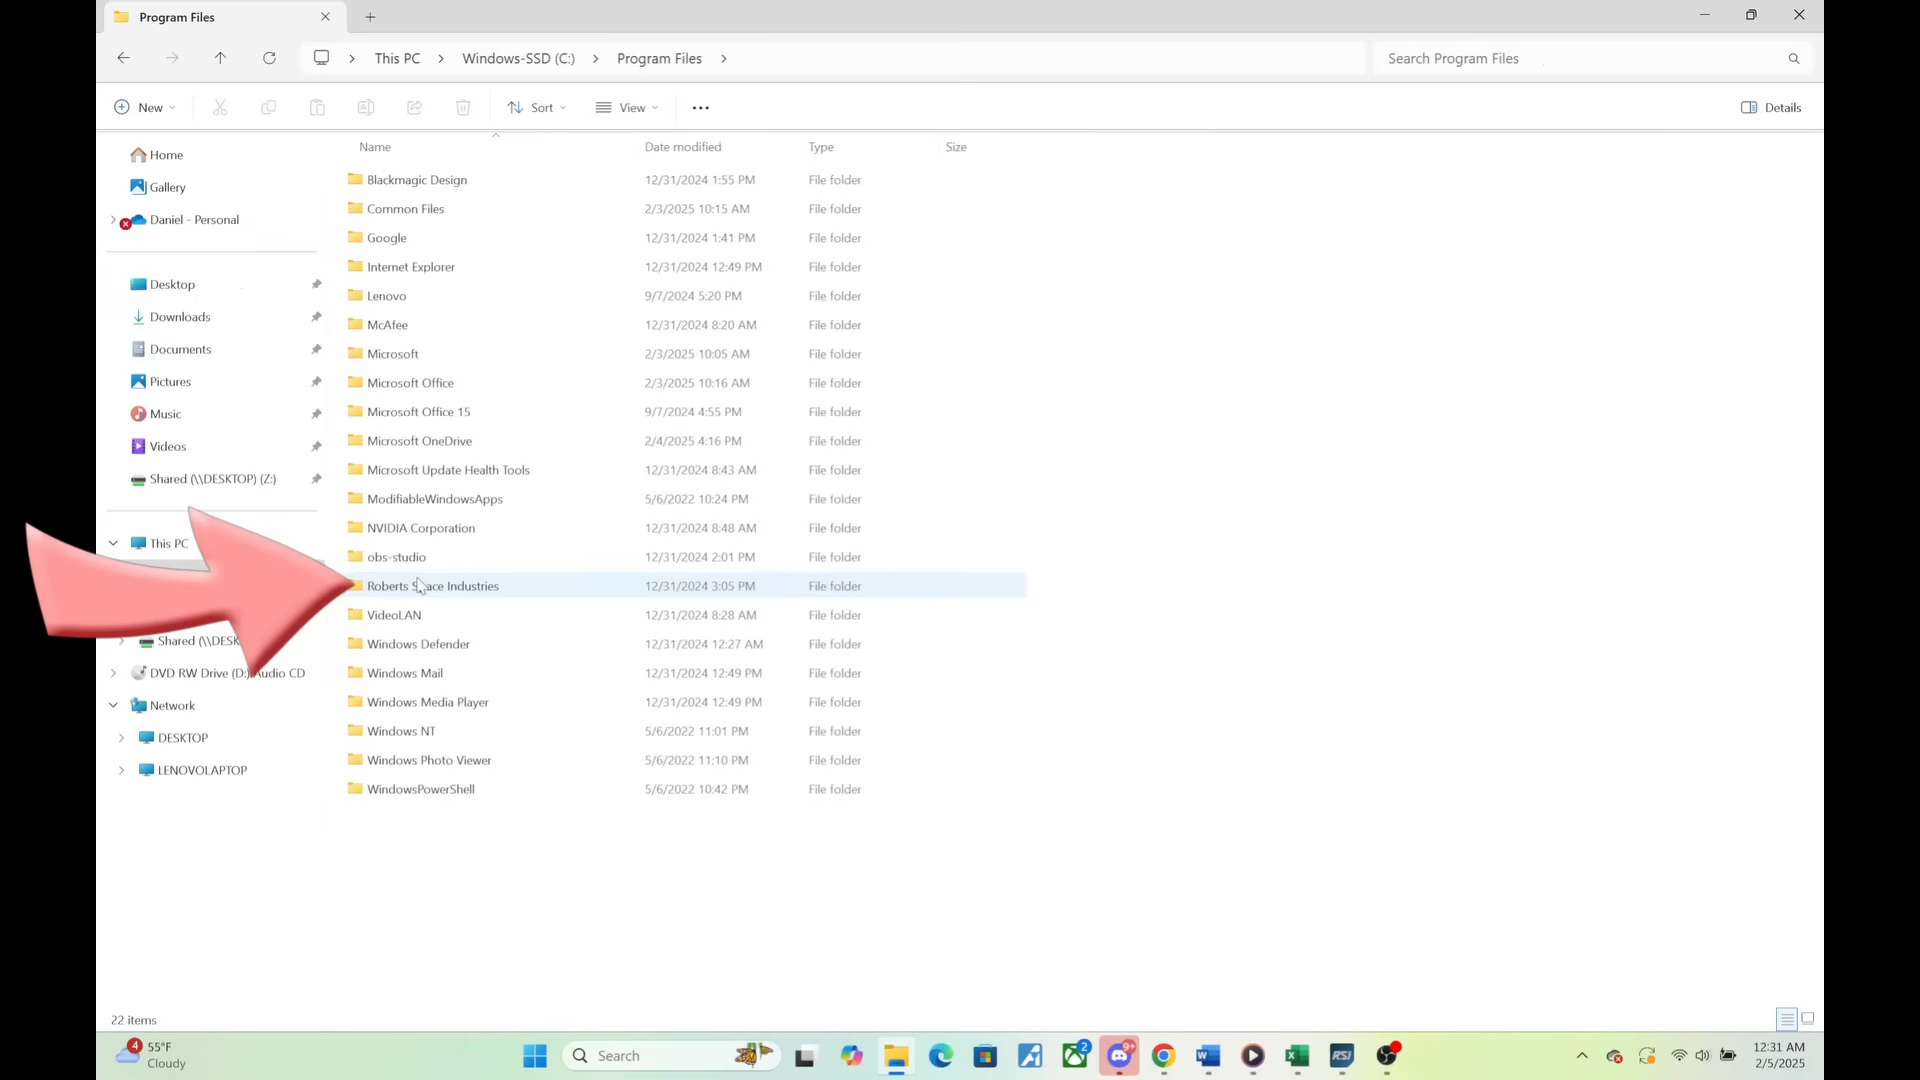 Program Files
This PC
Windows-SSD (C:)
Program Files
Search Program Files
New
Sort
View
Details
Home
Gallery
Daniel - Personal
Desktop
Downloads
Documents
Pictures
Music
Videos
Shared (\\DESKTOP) (Z:)
This PC
Shared (\\DESK
DVD RW Drive (D:) Audio CD
Network
DESKTOP
LENOVOLAPTOP
Name Date modified Type Size
Blackmagic Design 12/31/2024 1:55 PM File folder
Common Files 2/3/2025 10:15 AM File folder
Google 12/31/2024 1:41 PM File folder
Internet Explorer 12/31/2024 12:49 PM File folder
Lenovo 9/7/2024 5:20 PM File folder
McAfee 12/31/2024 8:20 AM File folder
Microsoft 2/3/2025 10:05 AM File folder
Microsoft Office 2/3/2025 10:16 AM File folder
Microsoft Office 15 9/7/2024 4:55 PM File folder
Microsoft OneDrive 2/4/2025 4:16 PM File folder
Microsoft Update Health Tools 12/31/2024 8:43 AM File folder
ModifiableWindowsApps 5/6/2022 10:24 PM File folder
NVIDIA Corporation 12/31/2024 8:48 AM File folder
obs-studio 12/31/2024 2:01 PM File folder
Roberts Space Industries 12/31/2024 3:05 PM File folder
VideoLAN 12/31/2024 8:28 AM File folder
Windows Defender 12/31/2024 12:27 AM File folder
Windows Mail 12/31/2024 12:49 PM File folder
Windows Media Player 12/31/2024 12:49 PM File folder
Windows NT 5/6/2022 11:01 PM File folder
Windows Photo Viewer 5/6/2022 11:10 PM File folder
WindowsPowerShell 5/6/2022 10:42 PM File folder
22 items
4
55°F
Cloudy
Search
2
9+
RSI
12:31 AM
2/5/2025